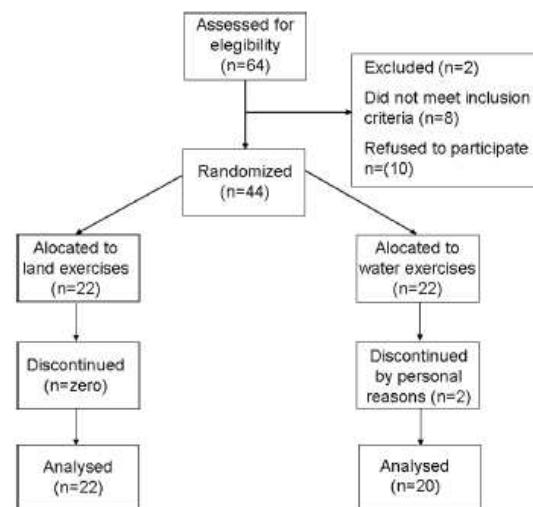 Assessed for
elegibility
(n=64)
Excluded (n=2)
Did not meet inclusion
criteria (n=8)
Refused to participate
n=(10)
Randomized
(n=44)
Alocated to
land exercises
(n=22)
Alocated to
water exercises
(n=22)
Discontinued
(n=zero)
Discontinued
by personal
reasons (n=2)
Analysed
(n=22)
Analysed
(n=20)